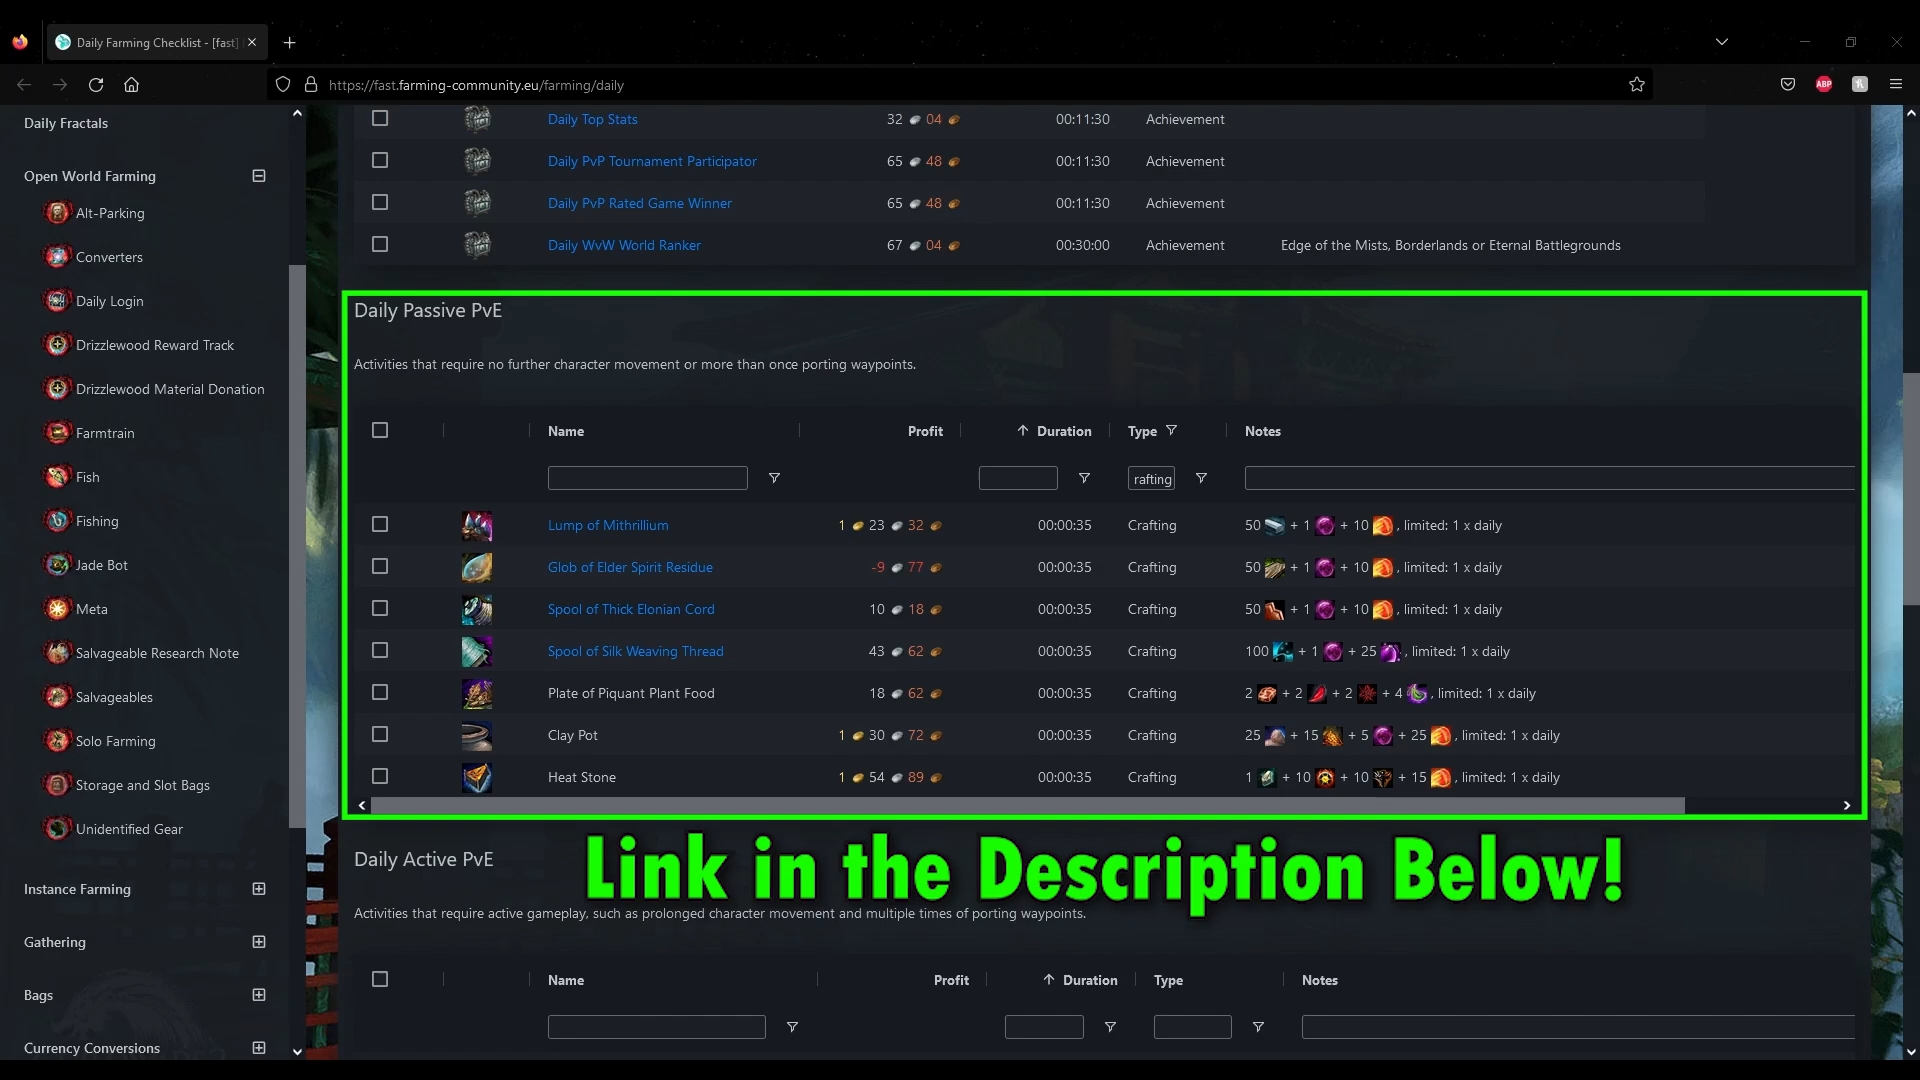 Daily Farming Checklist - [fast]
https://fast.farming-community.eu/farming/daily
ABP
Daily Fractals
Open World Farming
Alt-Parking
Converters
Daily Login
Drizzlewood Reward Track
Drizzlewood Material Donation
Farmtrain
Fish
Fishing
Jade Bot
Meta
Salvageable Research Note
Salvageables
Solo Farming
Storage and Slot Bags
Unidentified Gear
Instance Farming
Gathering
Bags
Currency Conversions
Daily Top Stats 32 04 00:11:30 Achievement
Daily PvP Tournament Participator 65 48 00:11:30 Achievement
Daily PvP Rated Game Winner 65 48 00:11:30 Achievement
Daily WvW World Ranker 67 04 00:30:00 Achievement Edge of the Mists, Borderlands or Eternal Battlegrounds
Daily Passive PvE
Activities that require no further character movement or more than once porting waypoints.
Name Profit Duration Type Notes
rafting
Lump of Mithrillium 1 23 32 00:00:35 Crafting 50 + 1 + 10 , limited: 1 x daily
Glob of Elder Spirit Residue -9 77 00:00:35 Crafting 50 + 1 + 10 , limited: 1 x daily
Spool of Thick Elonian Cord 10 18 00:00:35 Crafting 50 + 1 + 10 , limited: 1 x daily
Spool of Silk Weaving Thread 43 62 00:00:35 Crafting 100 + 1 + 25 , limited: 1 x daily
Plate of Piquant Plant Food 18 62 00:00:35 Crafting 2 + 2 + 2 + 4 , limited: 1 x daily
Clay Pot 1 30 72 00:00:35 Crafting 25 + 15 + 5 + 25 , limited: 1 x daily
Heat Stone 1 54 89 00:00:35 Crafting 1 + 10 + 10 + 15 , limited: 1 x daily
Link in the Description Below!
Daily Active PvE
Activities that require active gameplay, such as prolonged character movement and multiple times of porting waypoints.
Name Profit Duration Type Notes